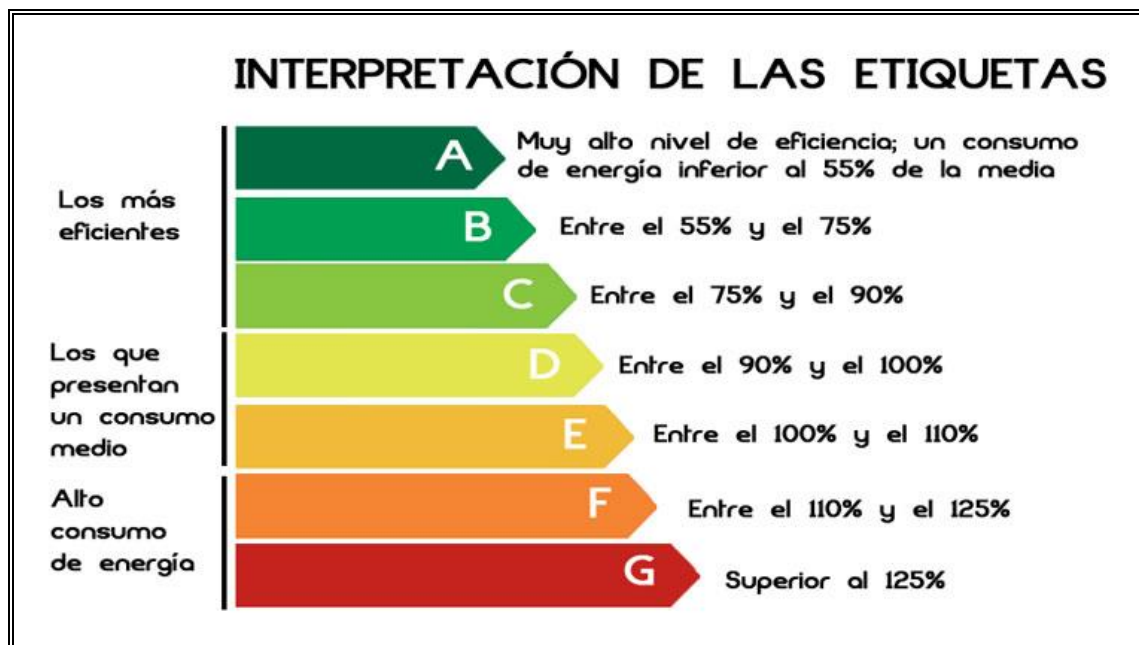 INTERPRETACIÓN DE LAS ETIQUETAS
Los más
eficientes
A
Muy alto nivel de eficiencia; un consumo
de energía inferior al 55% de la media
B
Entre el 55% y el 75%
C
Entre el 75% y el 90%
Los que
presentan
un consumo
medio
D
Entre el 90% y el 100%
E
Entre el 100% y el 110%
Alto
consumo
de energía
F
Entre el 110% y el 125%
G
Superior al 125%